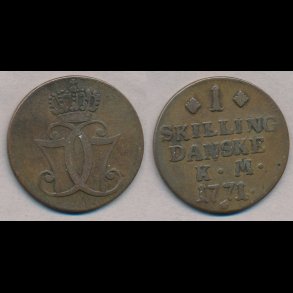 1
SKILLING
DANSKE
K · M ·
1771 ·